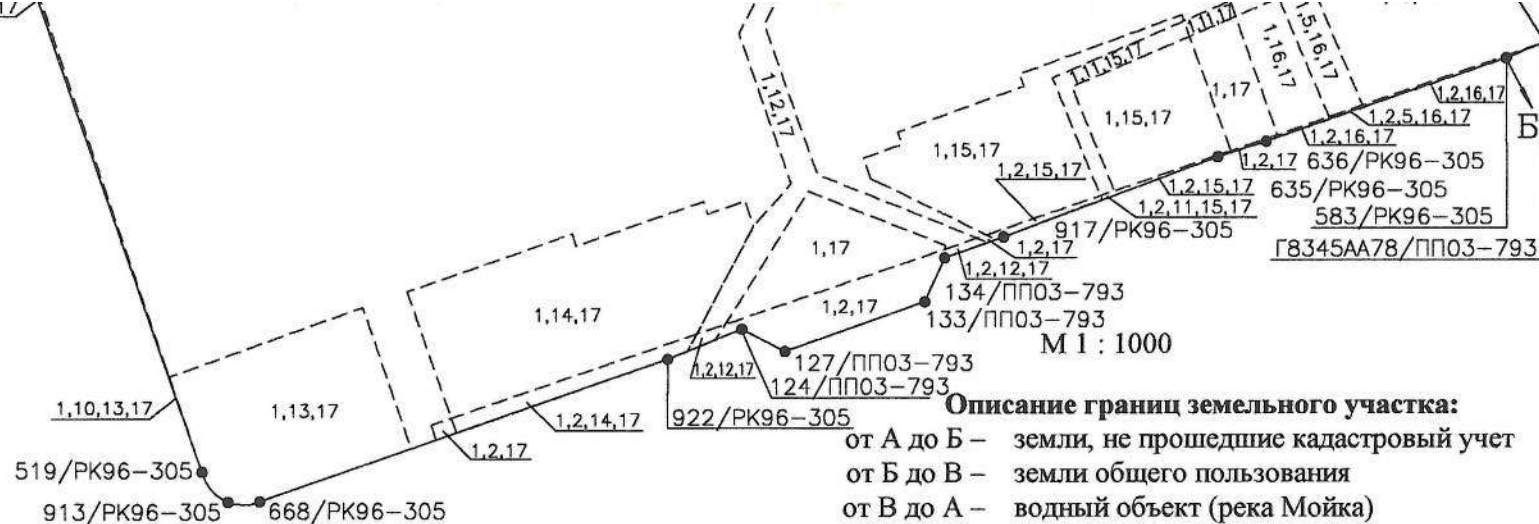 1,12,17
1,11,15,17
1,11,17
1,16,17
1,5,16,17
1,17
1,15,17
1,15,17
1,2,16,17
1,2,5,16,17
Б
1,2,16,17
1,2,17
636/РК96-305
1,2,15,17
1,2,15,17
635/РК96-305
1,2,11,15,17
583/РК96-305
917/РК96-305
1,2,17
Г8345АА78/ПП03-793
1,17
1,2,12,17
134/ПП03-793
1,2,17
133/ПП03-793
1,14,17
М 1 : 1000
127/ПП03-793
1,2,12,17
124/ПП03-793
1,10,13,17
1,13,17
1,2,14,17
922/РК96-305
1,2,17
519/РК96-305
913/РК96-305
668/РК96-305
Описание границ земельного участка:
от А до Б – земли, не прошедшие кадастровый учет
от Б до В – земли общего пользования
от В до А – водный объект (река Мойка)